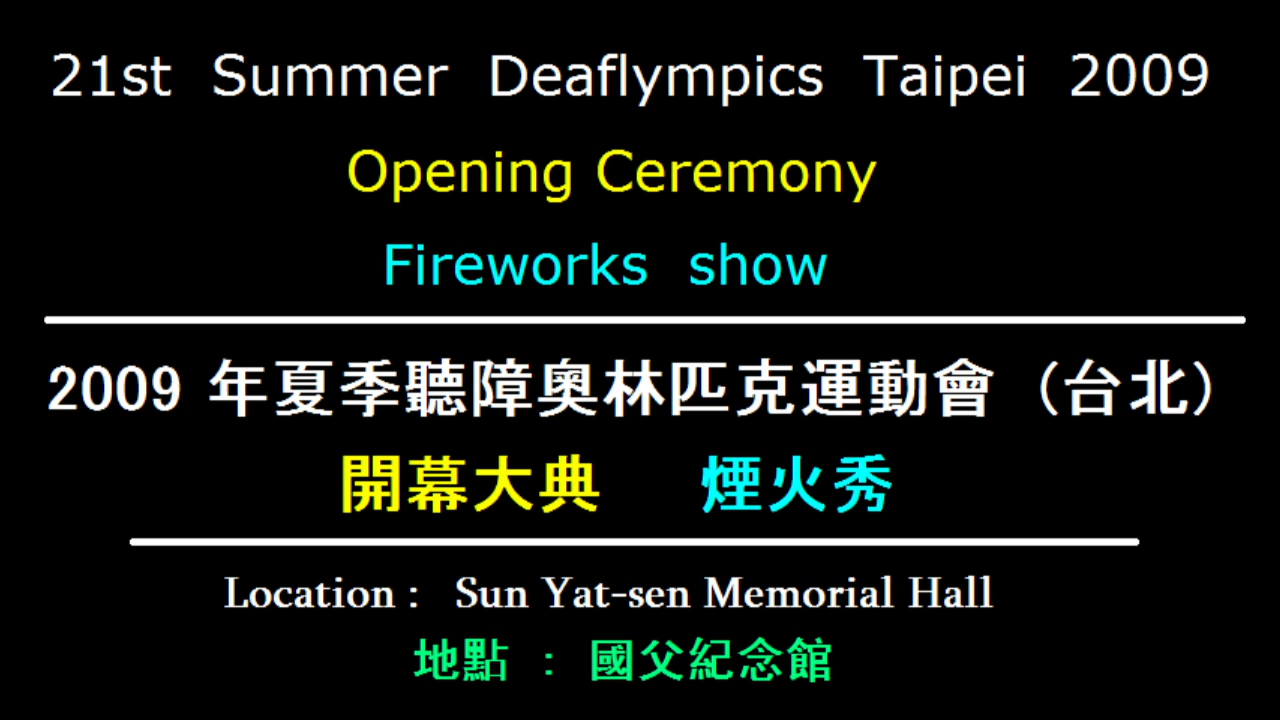 21st Summer Deaflympics Taipei 2009
Opening Ceremony
Fireworks show
2009 年夏季聽障奧林匹克運動會 (台北)
開幕大典 煙火秀
Location : Sun Yat-sen Memorial Hall
地點 : 國父紀念館